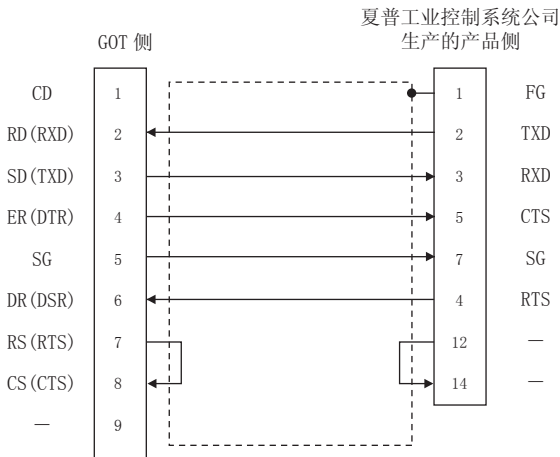 夏普工业控制系统公司
GOT 侧 生产的产品侧
CD 1 1 FG
RD(RXD) 2 2 TXD
SD(TXD) 3 3 RXD
ER(DTR) 4 5 CTS
SG 5 7 SG
DR(DSR) 6 4 RTS
RS(RTS) 7 12 —
CS(CTS) 8 14 —
— 9